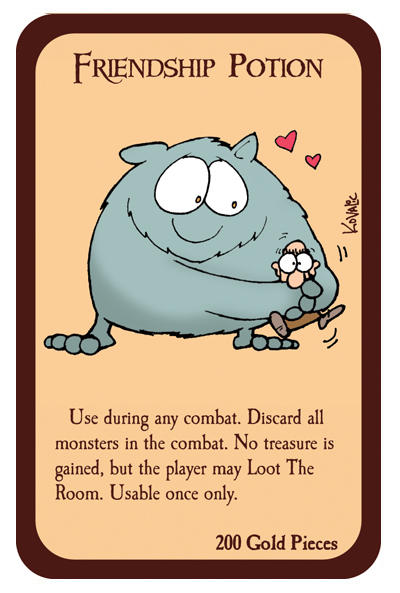 Friendship Potion
Kovalic
Use during any combat. Discard all
monsters in the combat. No treasure is
gained, but the player may Loot The
Room. Usable once only.
200 Gold Pieces